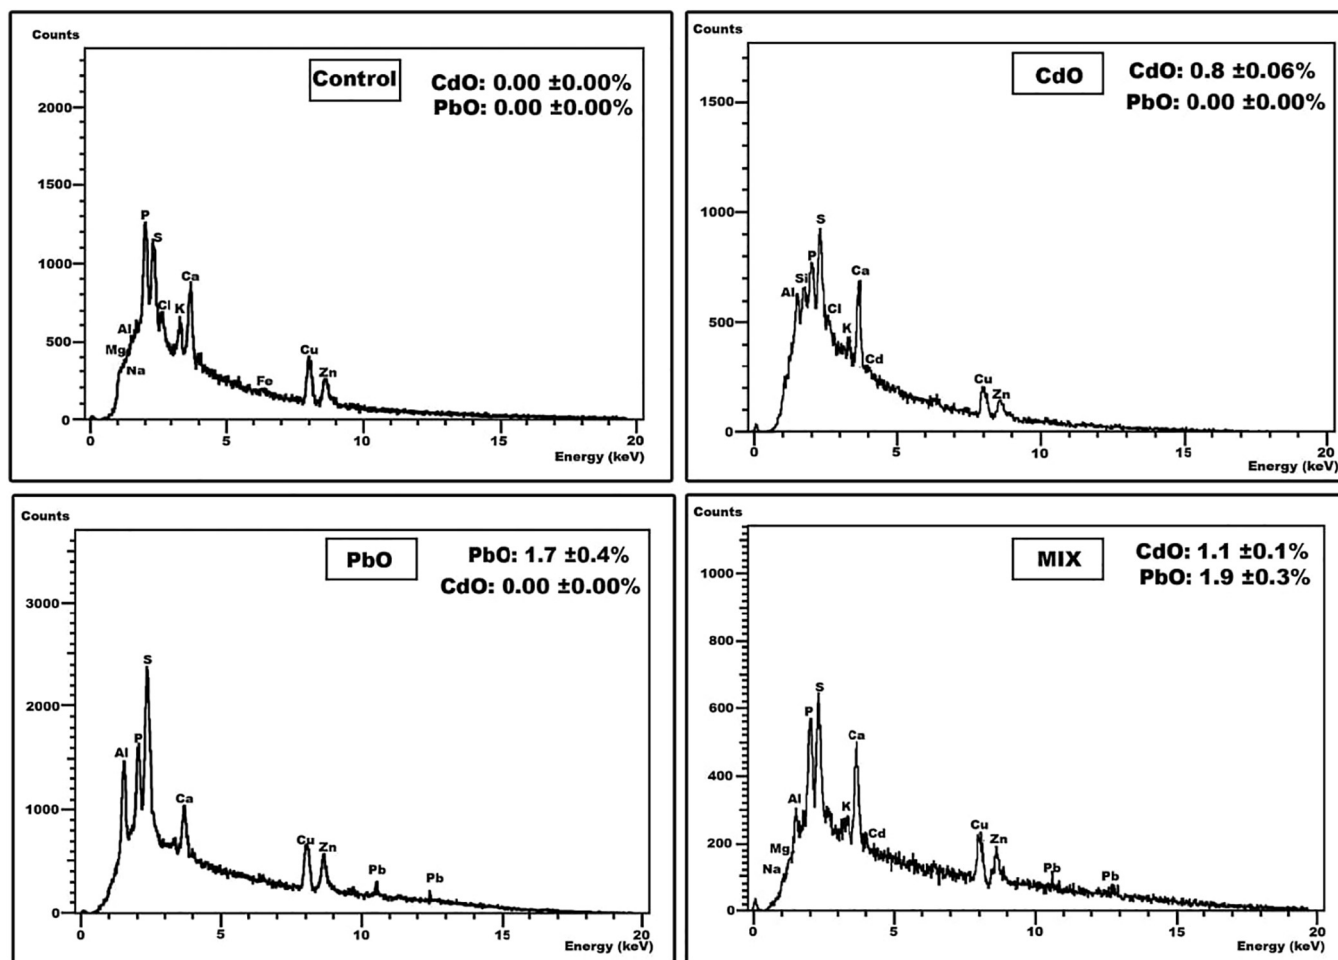 Counts
Control
CdO: 0.00 ±0.00%
PbO: 0.00 ±0.00%
2000
1500
1000
500
0
P
S
Ca
Cl
K
Al
Mg
Na
Fe
Cu
Zn
0 5 10 15 20
Energy (keV)
Counts
CdO
CdO: 0.8 ±0.06%
PbO: 0.00 ±0.00%
1500
1000
500
0
S
P
Si
Al
Ca
Cl
K
Cd
Cu
Zn
0 5 10 15 20
Energy (keV)
Counts
PbO
PbO: 1.7 ±0.4%
CdO: 0.00 ±0.00%
3000
2000
1000
0
S
P
Al
Ca
Cu
Zn
Pb
Pb
0 5 10 15 20
Energy (keV)
Counts
MIX
CdO: 1.1 ±0.1%
PbO: 1.9 ±0.3%
1000
800
600
400
200
0
S
P
Ca
Al
K
Cd
Mg
Na
Cu
Zn
Pb
Pb
0 5 10 15 20
Energy (keV)